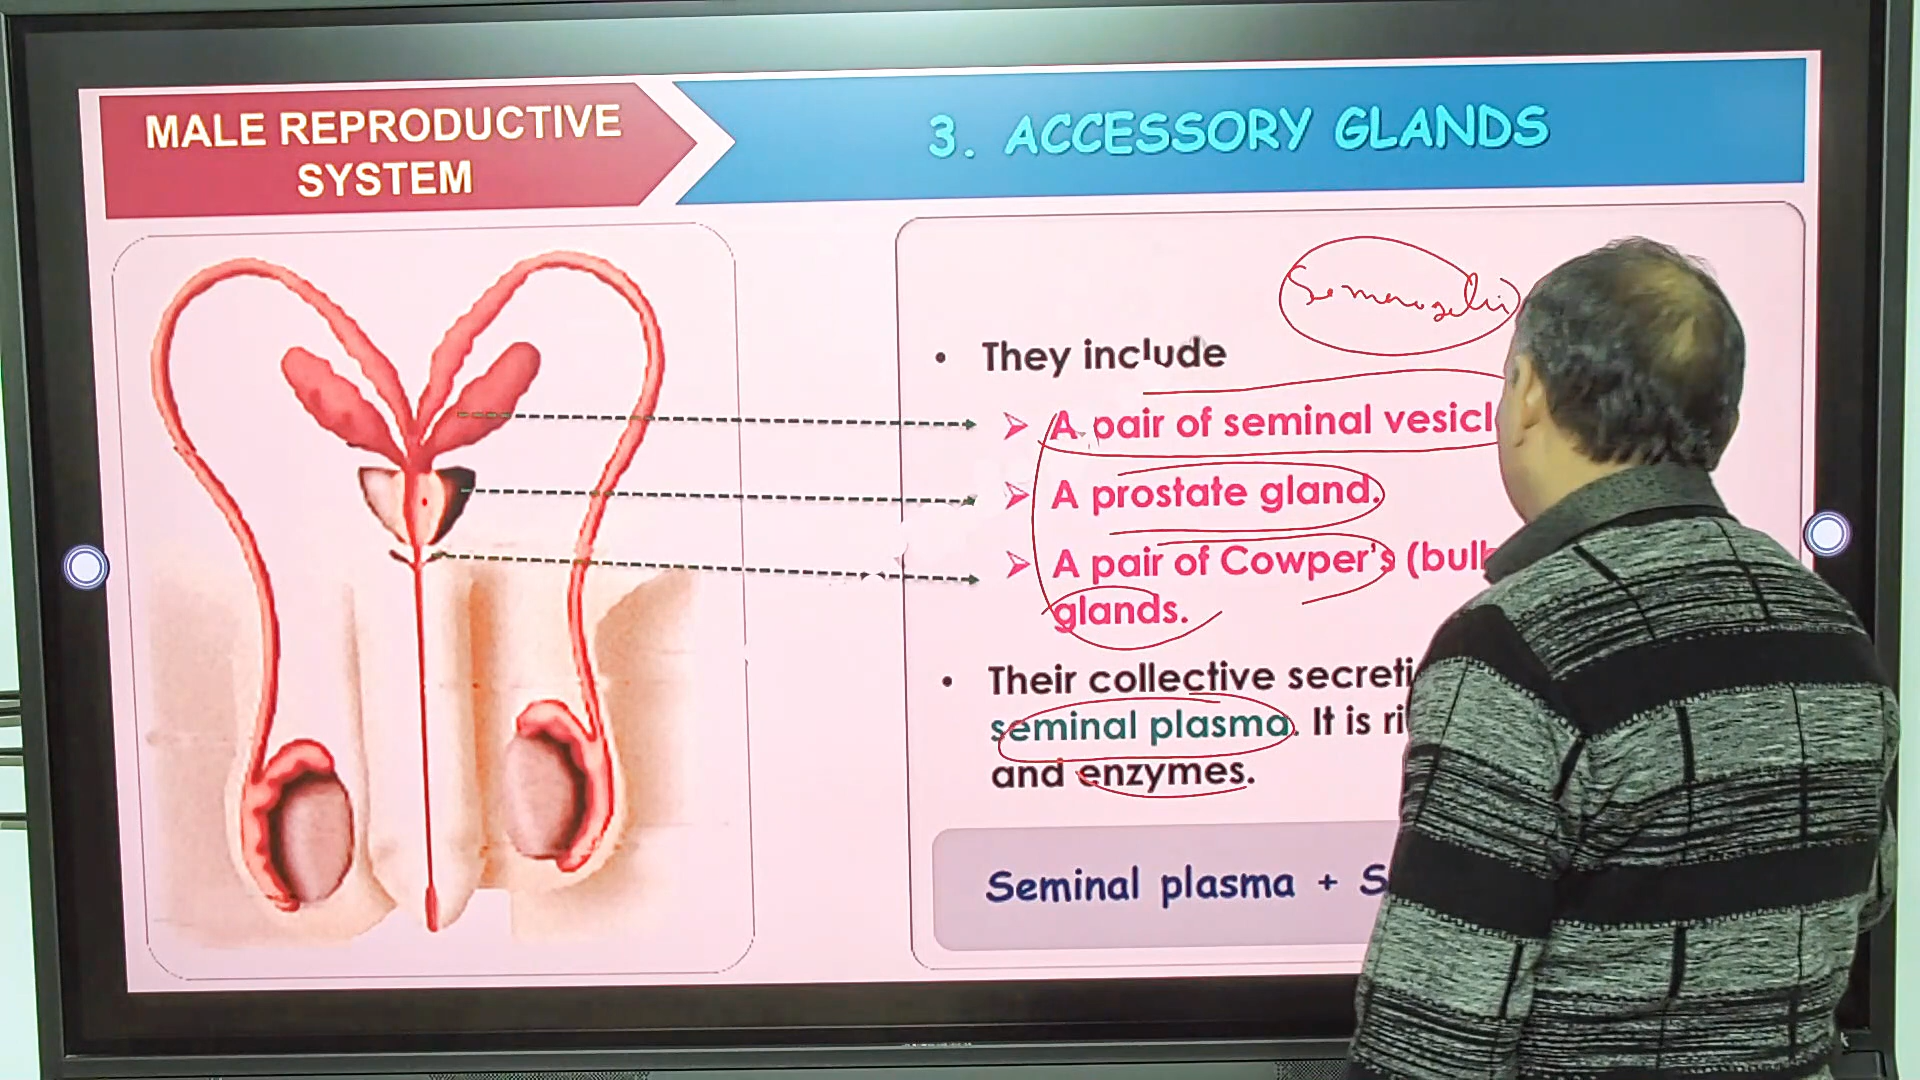 MALE REPRODUCTIVE
SYSTEM
3. ACCESSORY GLANDS
• They include
➢ A pair of seminal vesicl
➢ A prostate gland.
➢ A pair of Cowper's (bulb
glands.
• Their collective secreti
seminal plasma. It is ri
and enzymes.
Seminal plasma + S